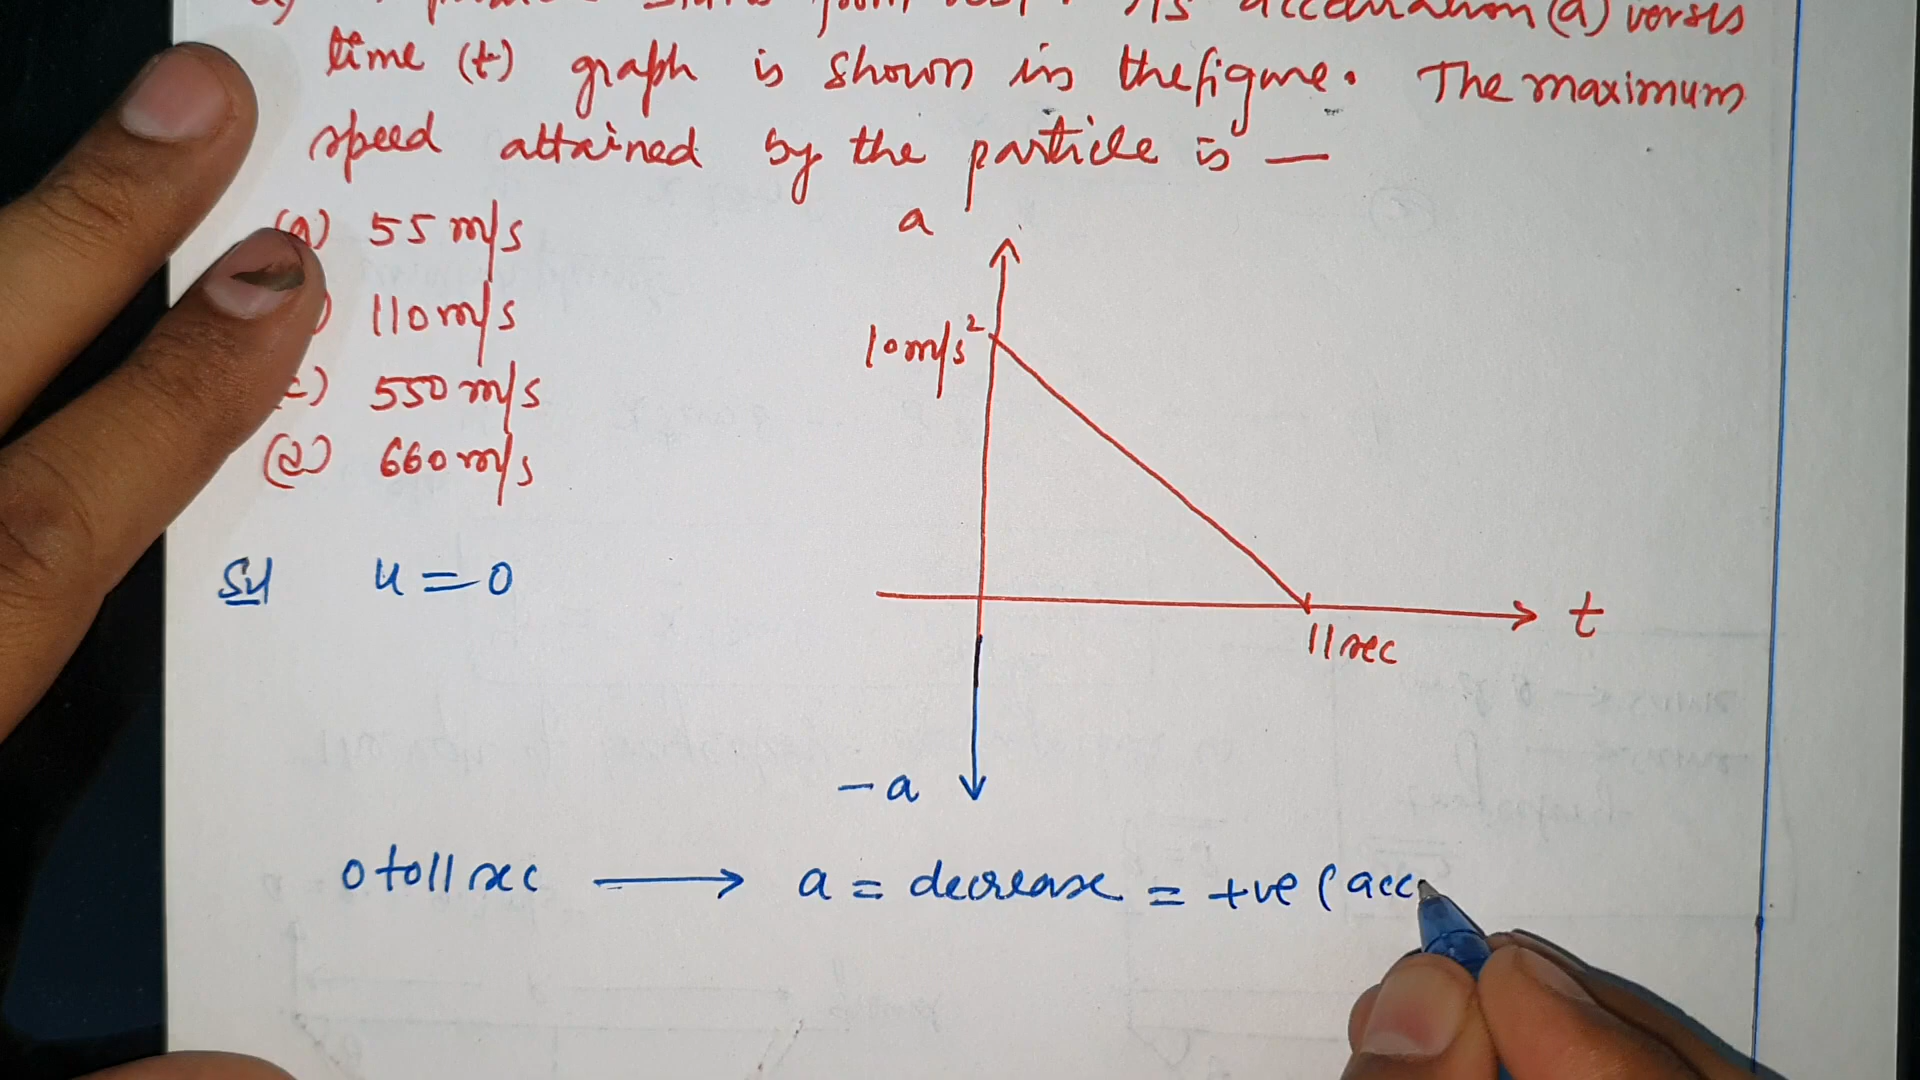 time (t) graph is shown in the figure. The maximum
speed attained by the particle is —
(a) 55 m/s
) 110 m/s
c) 550 m/s
(d) 660 m/s
a
10 m/s²
t
11 sec
-a
Sol u = 0
0 to 11 sec ⟶ a = decrease = +ve (acc